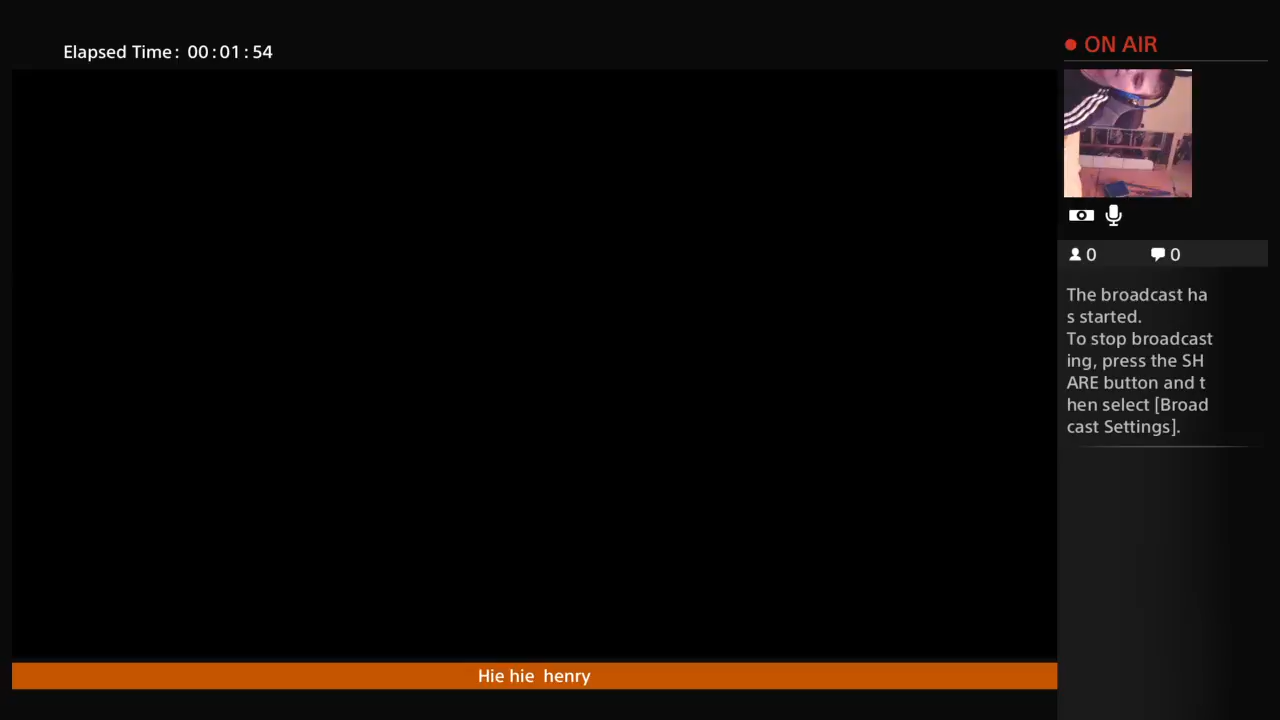 Elapsed Time: 00:01:54
ON AIR
0 0
The broadcast ha
s started.
To stop broadcast
ing, press the SH
ARE button and t
hen select [Broad
cast Settings].
Hie hie  henry